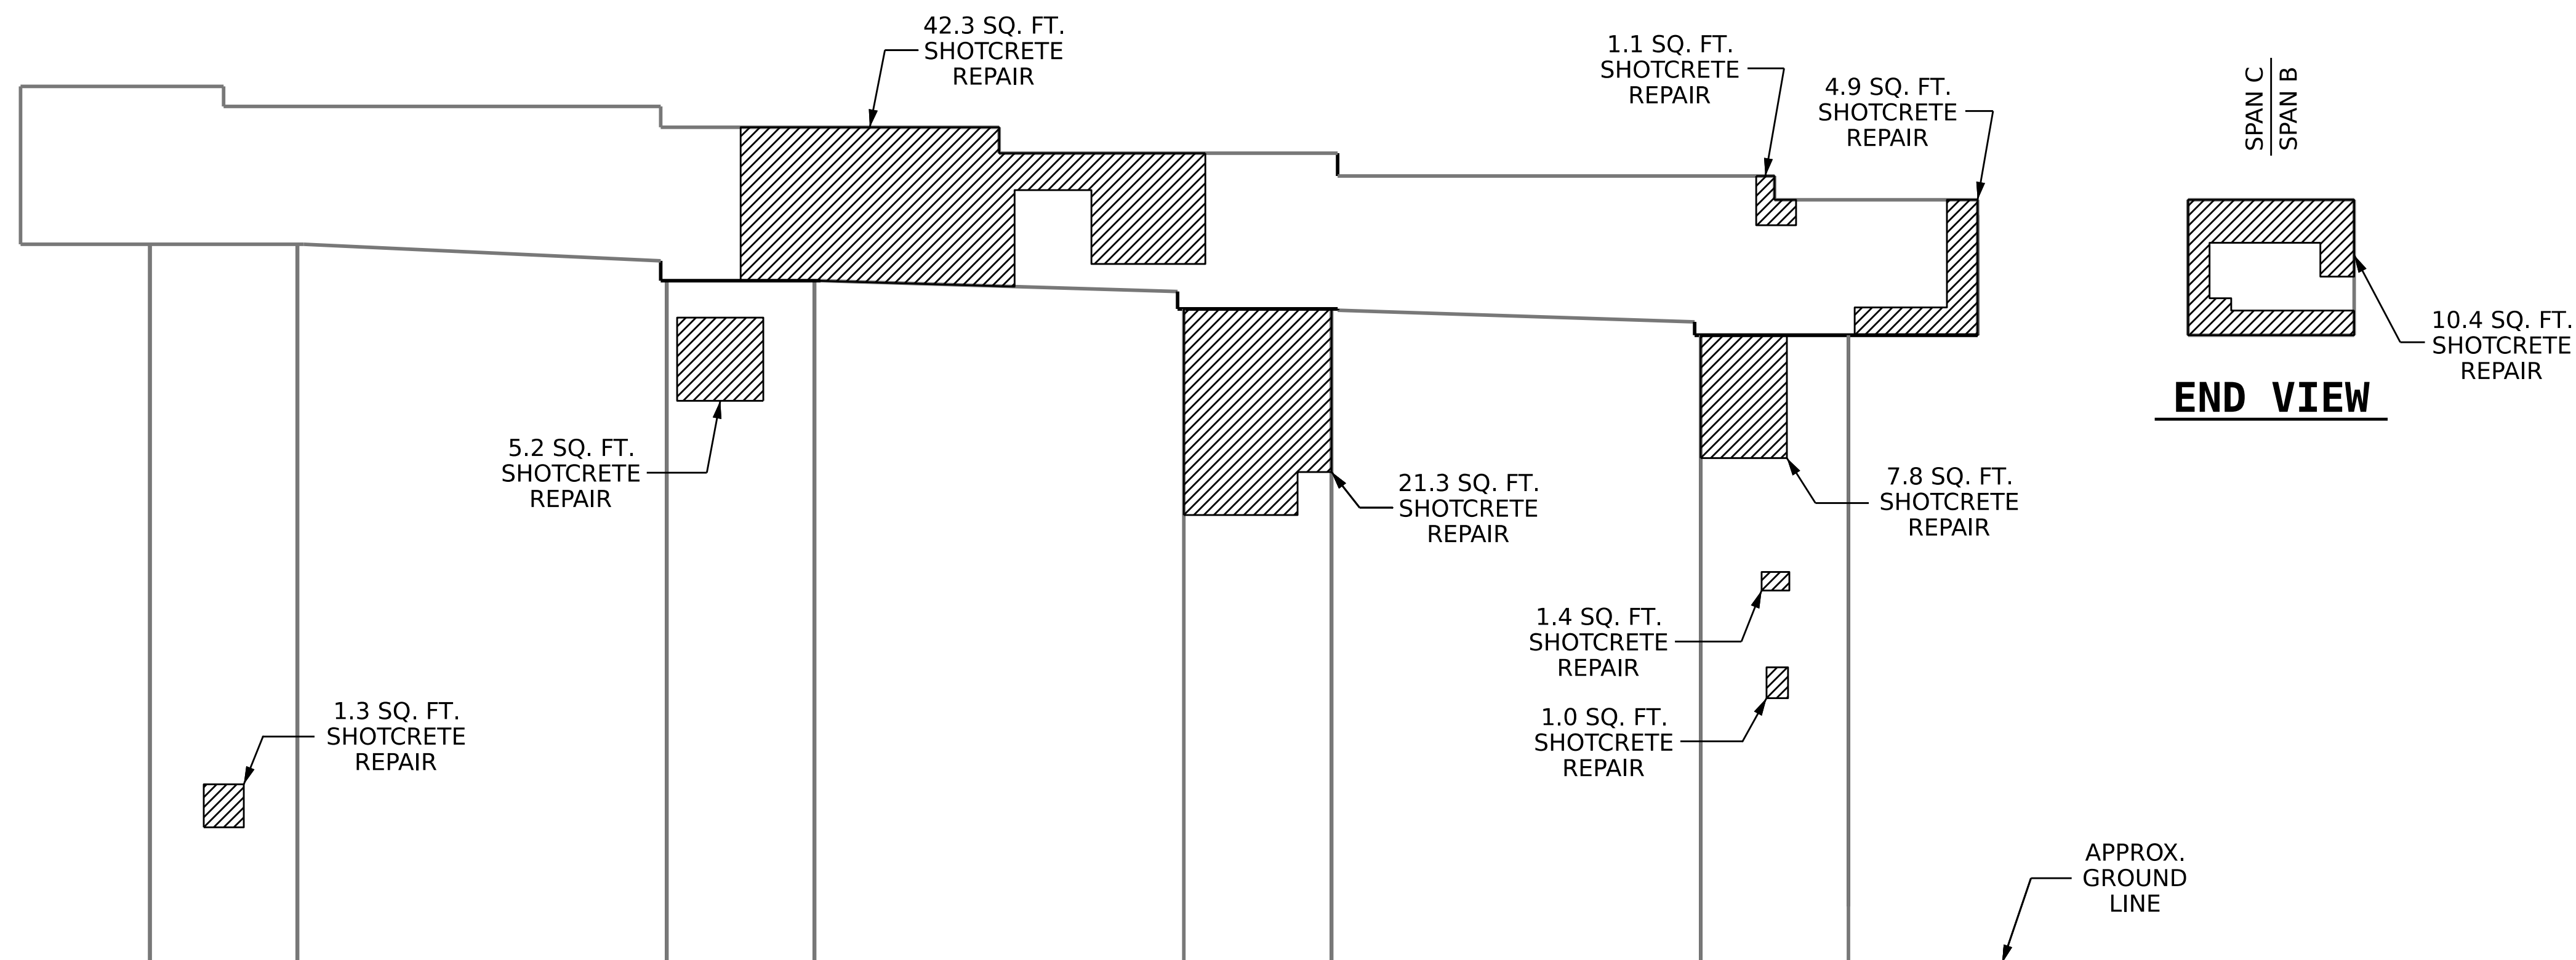 42.3 SQ. FT.
SHOTCRETE
REPAIR
1.1 SQ. FT.
SHOTCRETE
REPAIR
4.9 SQ. FT.
SHOTCRETE
REPAIR
SPAN C
SPAN B
10.4 SQ. FT.
SHOTCRETE
REPAIR
END VIEW
5.2 SQ. FT.
SHOTCRETE
REPAIR
21.3 SQ. FT.
SHOTCRETE
REPAIR
7.8 SQ. FT.
SHOTCRETE
REPAIR
1.4 SQ. FT.
SHOTCRETE
REPAIR
1.3 SQ. FT.
SHOTCRETE
REPAIR
1.0 SQ. FT.
SHOTCRETE
REPAIR
APPROX.
GROUND
LINE